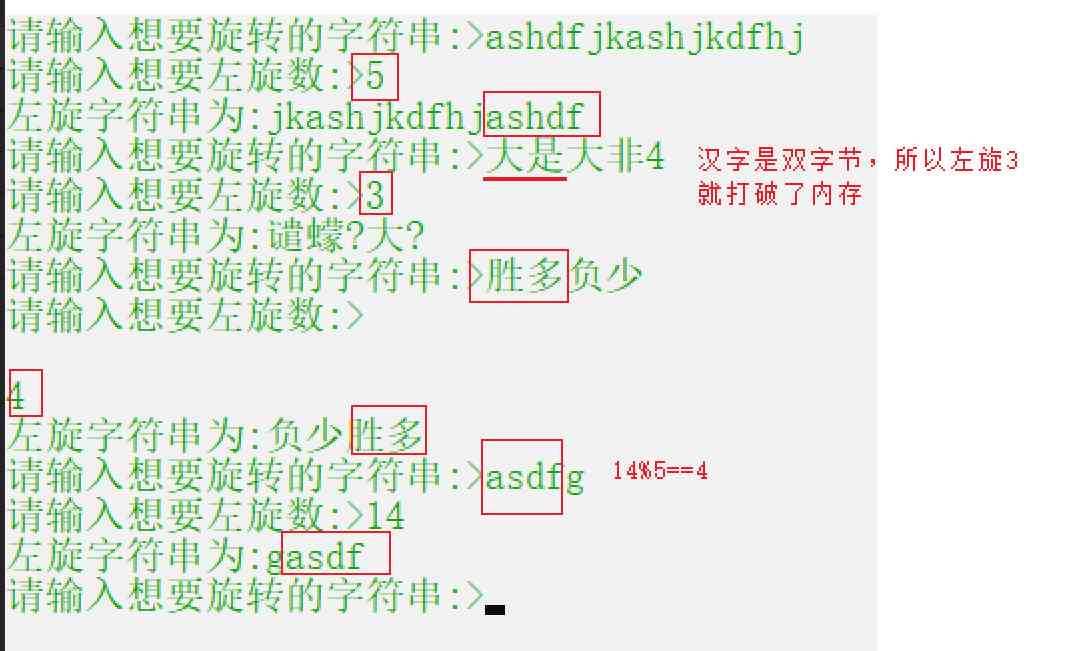 请输入想要旋转的字符串:>ashdfjkashjkdfhj
请输入想要左旋数:>5
左旋字符串为:jkashjkdfhjashdf
请输入想要旋转的字符串:>大是大非4
汉字是双字节，所以左旋3
就打破了内存
请输入想要左旋数:>3
左旋字符串为:谴蠓?大?
请输入想要旋转的字符串:>胜多负少
请输入想要左旋数:>
4
左旋字符串为:负少胜多
请输入想要旋转的字符串:>asdfg
14%5==4
请输入想要左旋数:>14
左旋字符串为:gasdf
请输入想要旋转的字符串:>